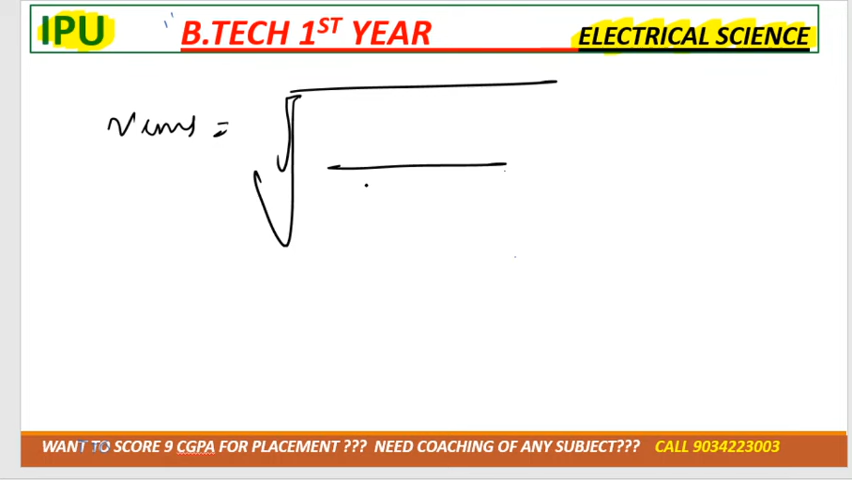 IPU B.TECH 1ST YEAR ELECTRICAL SCIENCE
Vrms = √
WANT TO SCORE 9 CGPA FOR PLACEMENT ??? NEED COACHING OF ANY SUBJECT??? CALL 9034223003